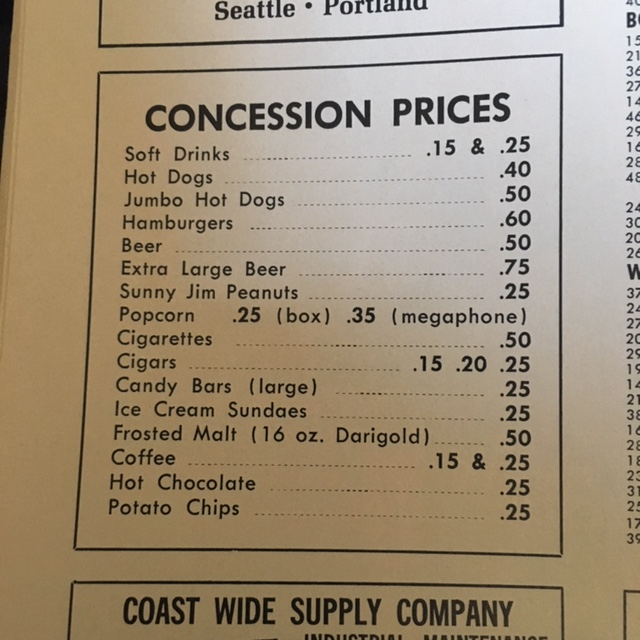 Seattle • Portland
CONCESSION PRICES
Soft Drinks .15 & .25
Hot Dogs .40
Jumbo Hot Dogs .50
Hamburgers .60
Beer .50
Extra Large Beer .75
Sunny Jim Peanuts .25
Popcorn .25 (box) .35 (megaphone)
Cigarettes .50
Cigars .15 .20 .25
Candy Bars (large) .25
Ice Cream Sundaes .25
Frosted Malt (16 oz. Darigold) .50
Coffee .15 & .25
Hot Chocolate .25
Potato Chips .25
COAST WIDE SUPPLY COMPANY
INDUSTRIAL MAINTENANCE